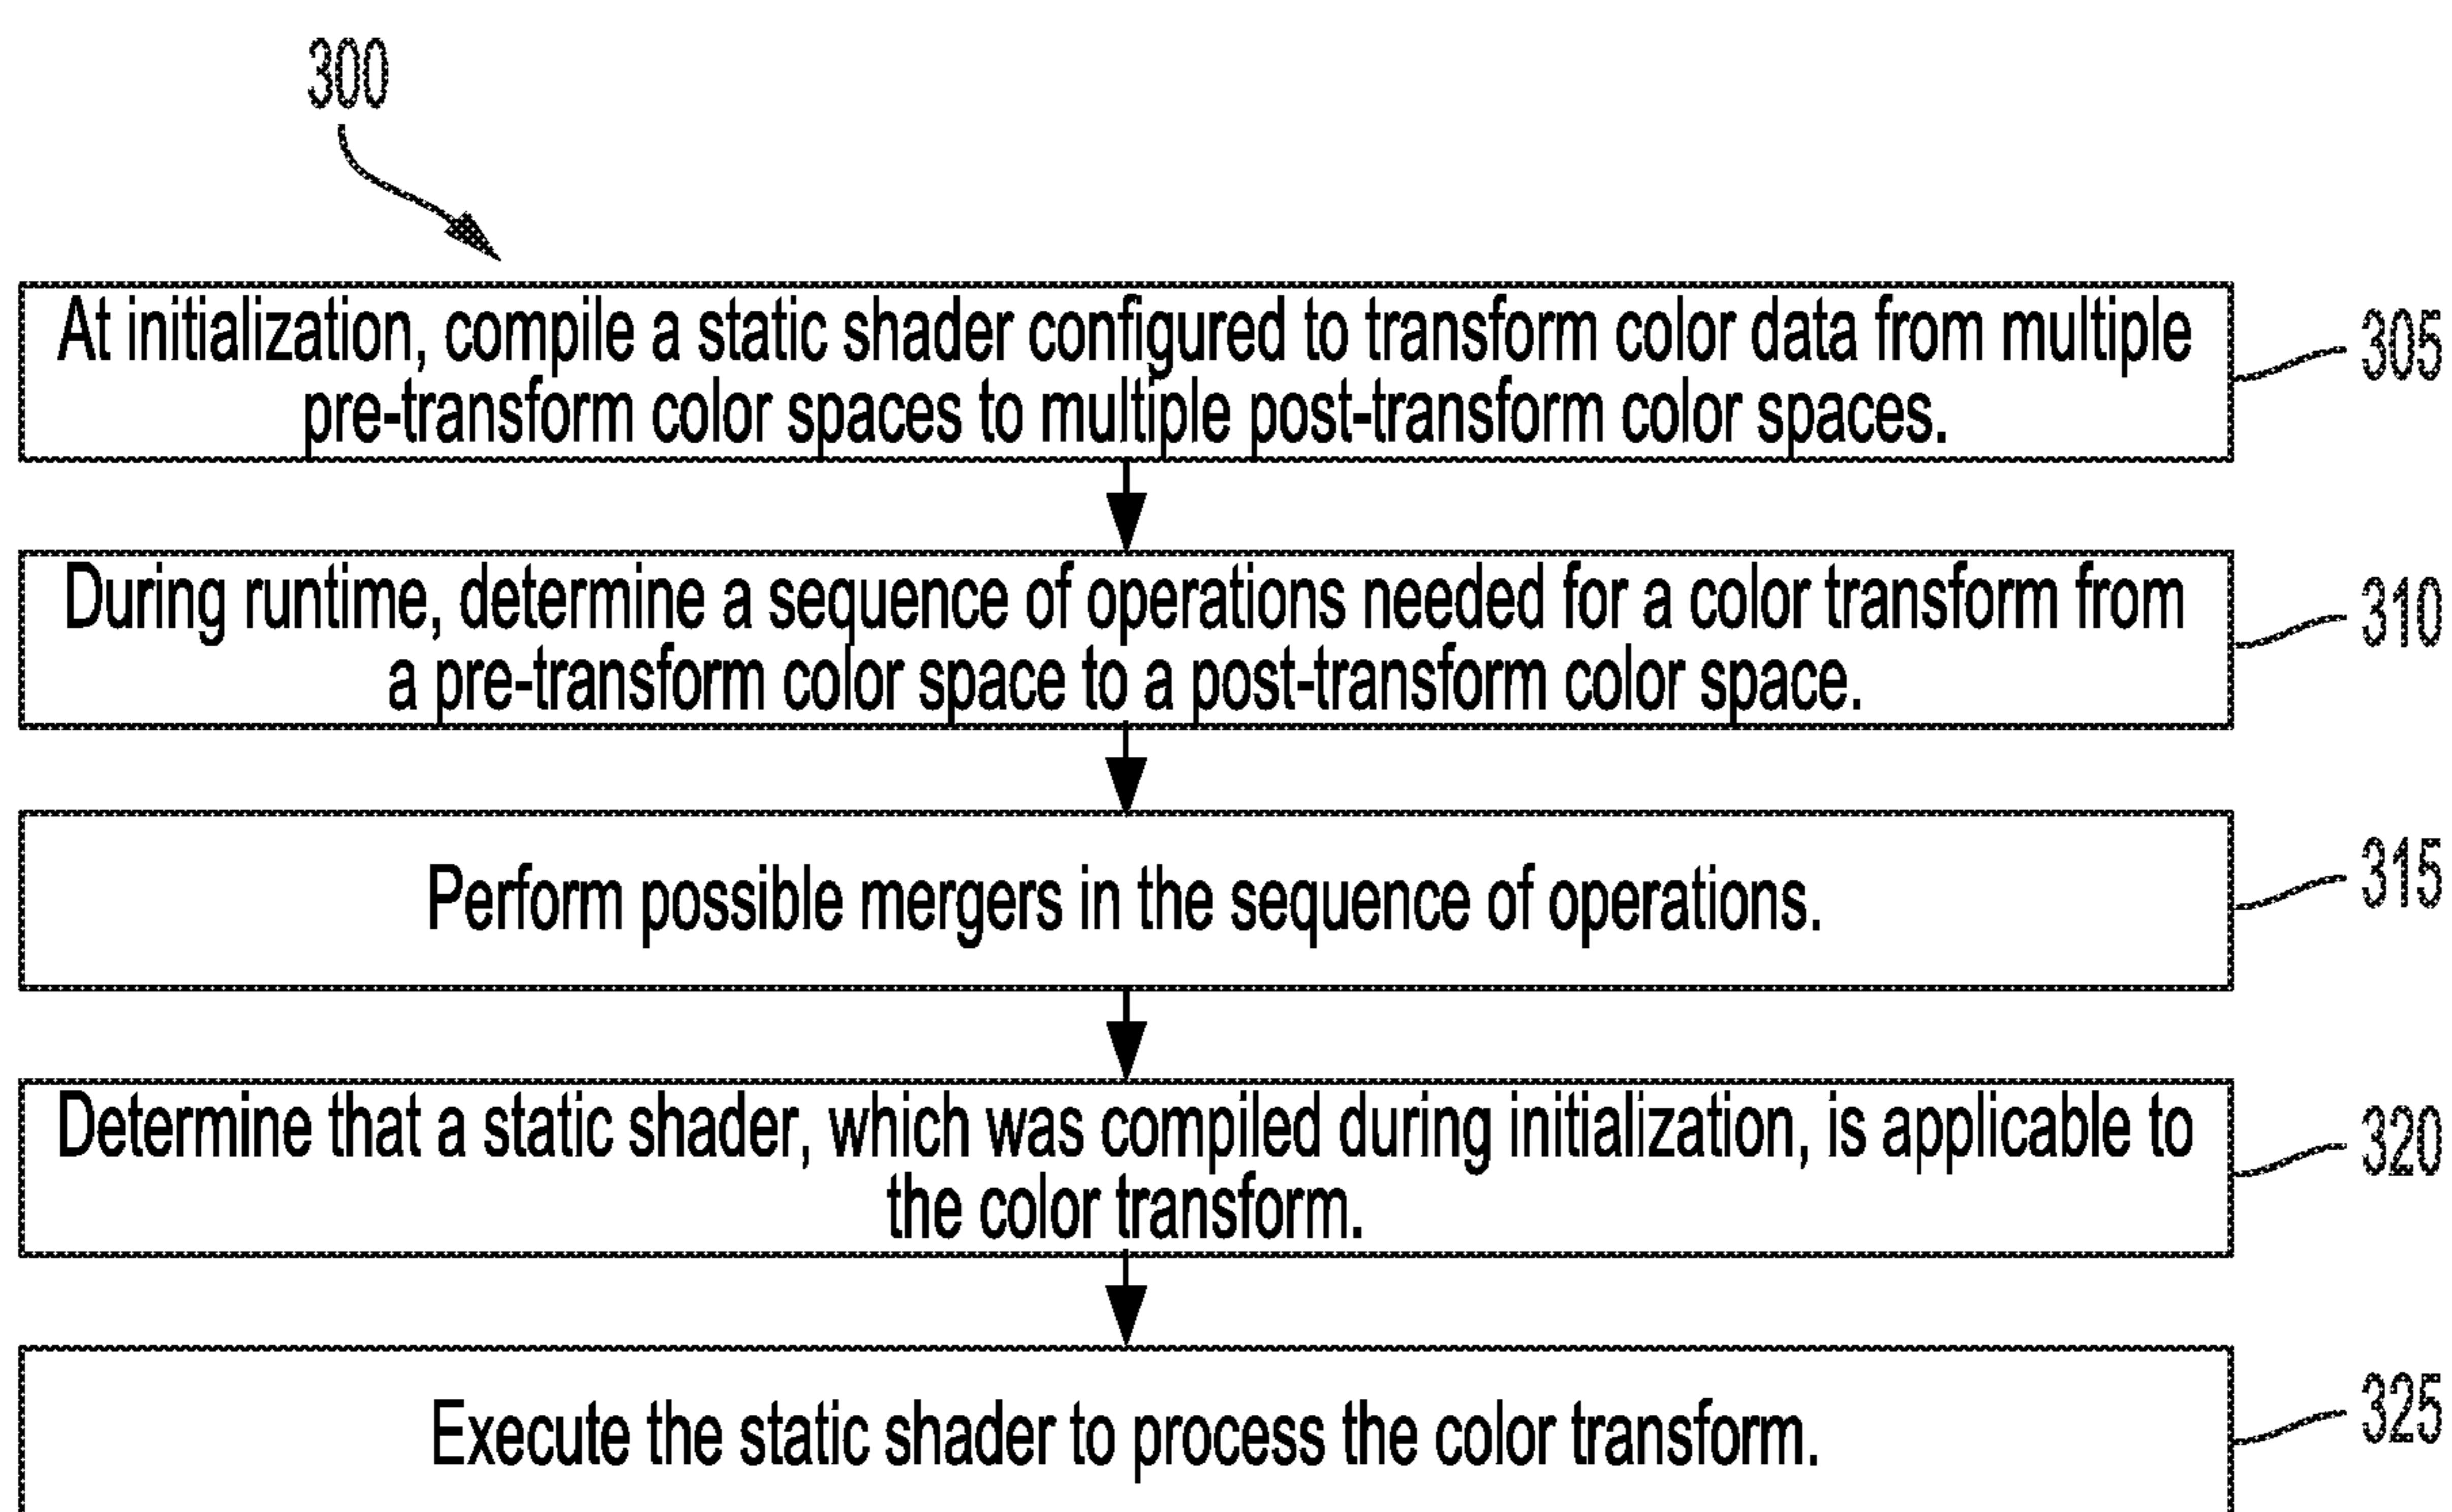 300
At initialization, compile a static shader configured to transform color data from multiple
pre-transform color spaces to multiple post-transform color spaces.
305
During runtime, determine a sequence of operations needed for a color transform from
a pre-transform color space to a post-transform color space.
310
Perform possible mergers in the sequence of operations.
315
Determine that a static shader, which was compiled during initialization, is applicable to
the color transform.
320
Execute the static shader to process the color transform.
325